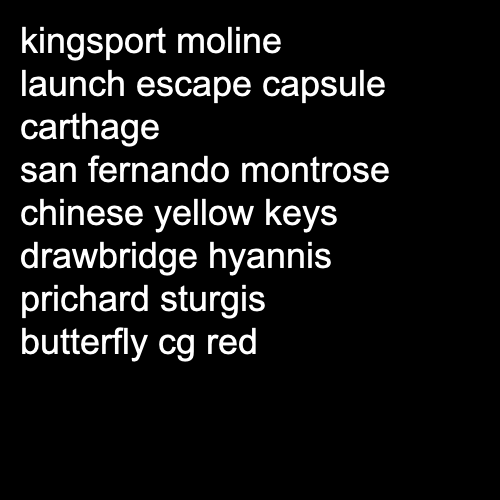 kingsport moline
launch escape capsule
carthage
san fernando montrose
chinese yellow keys
drawbridge hyannis
prichard sturgis
butterfly cg red